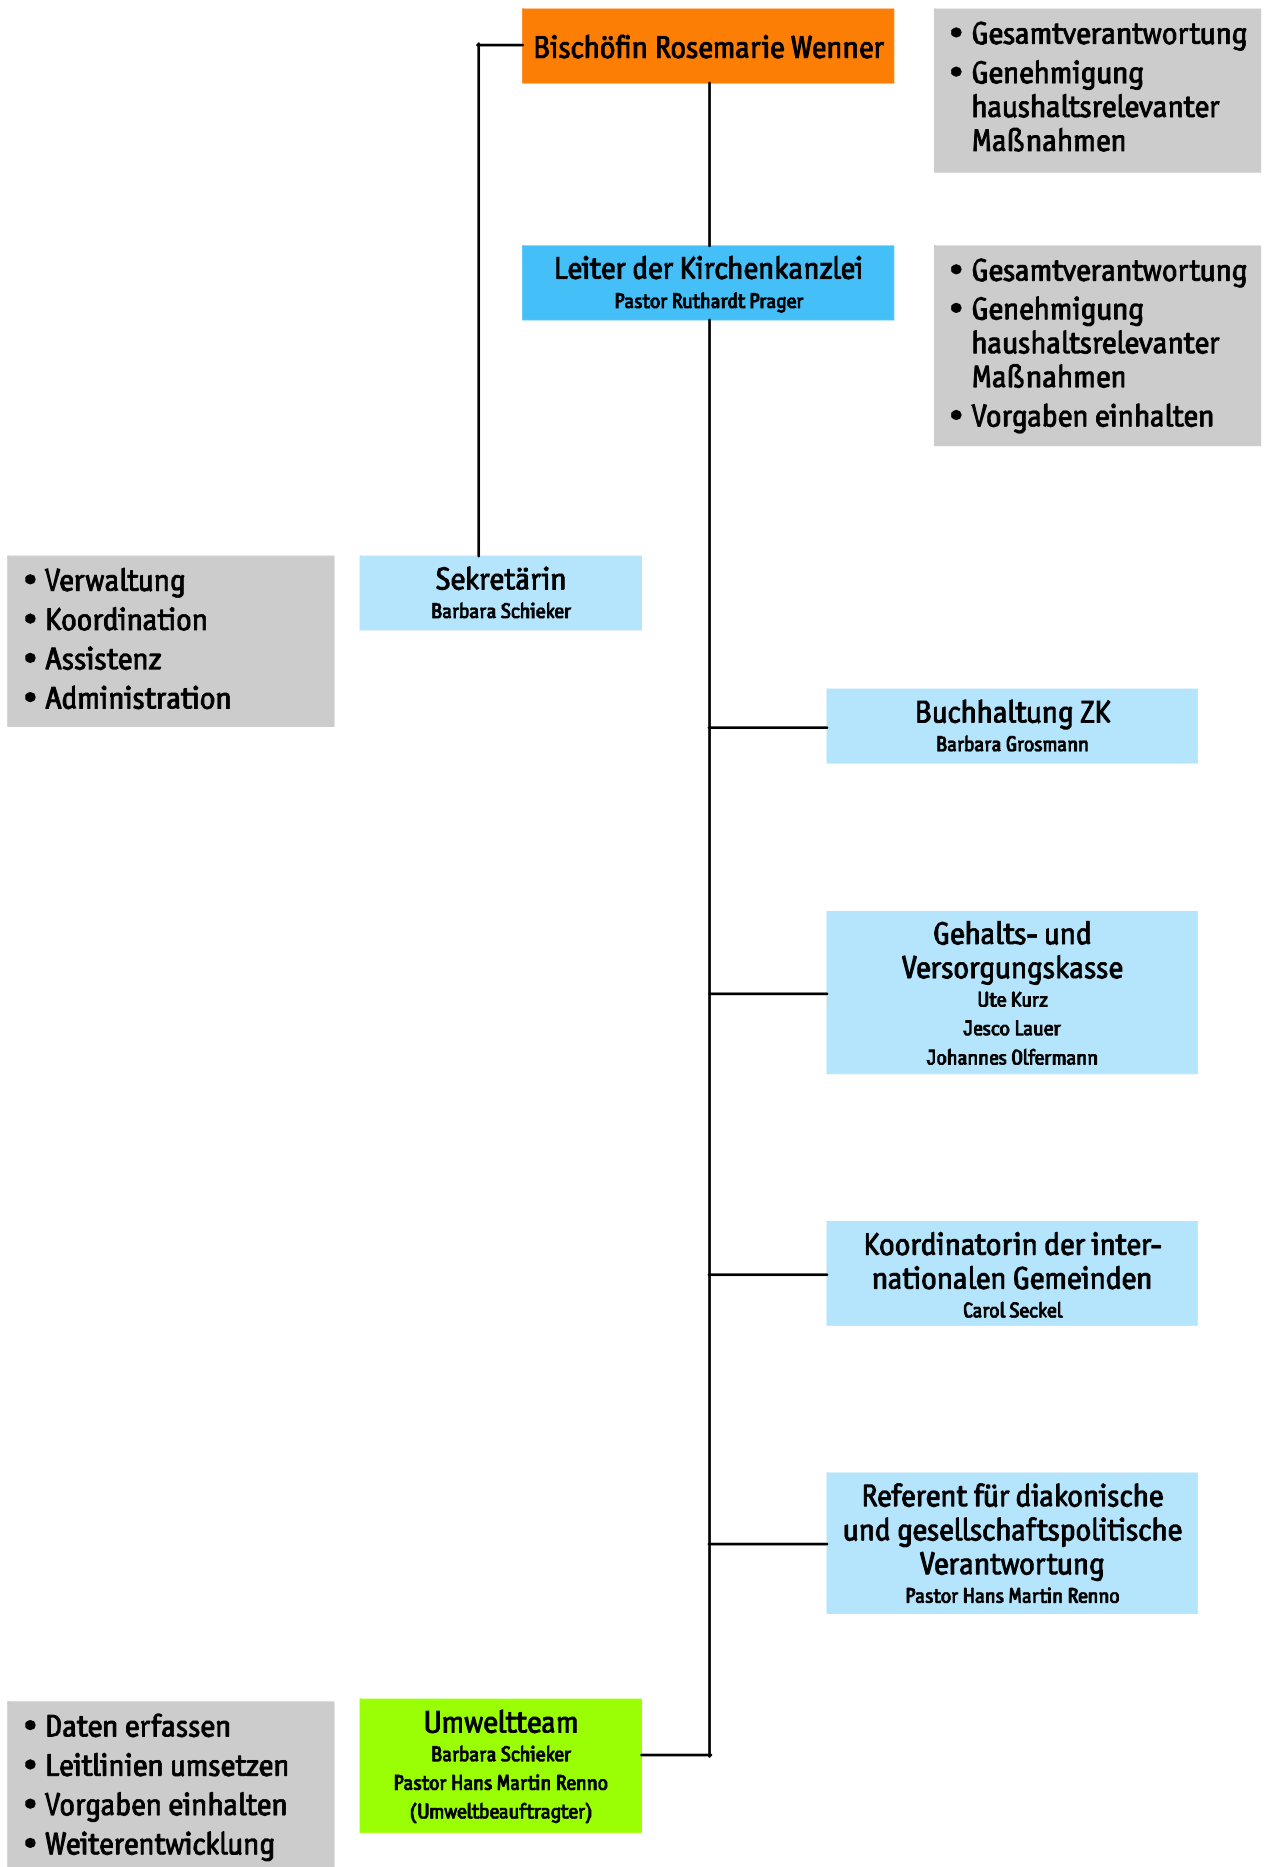 Bischöfin Rosemarie Wenner
• Gesamtverantwortung
• Genehmigung
haushaltsrelevanter
Maßnahmen
Leiter der Kirchenkanzlei
Pastor Ruthardt Prager
• Gesamtverantwortung
• Genehmigung
haushaltsrelevanter
Maßnahmen
• Vorgaben einhalten
• Verwaltung
• Koordination
• Assistenz
• Administration
Sekretärin
Barbara Schieker
Buchhaltung ZK
Barbara Grosmann
Gehalts- und
Versorgungskasse
Ute Kurz
Jesco Lauer
Johannes Olfermann
Koordinatorin der inter-
nationalen Gemeinden
Carol Seckel
Referent für diakonische
und gesellschaftspolitische
Verantwortung
Pastor Hans Martin Renno
• Daten erfassen
• Leitlinien umsetzen
• Vorgaben einhalten
• Weiterentwicklung
Umweltteam
Barbara Schieker
Pastor Hans Martin Renno
(Umweltbeauftragter)